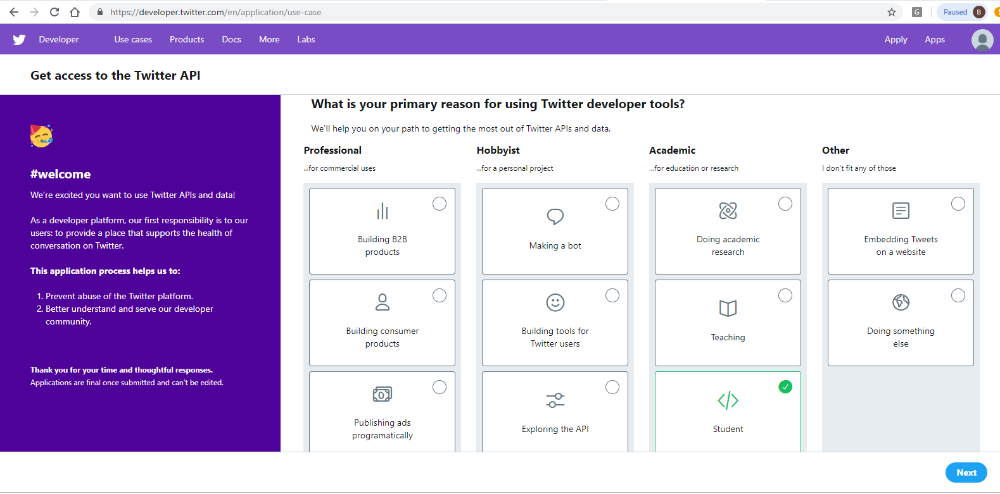 https://developer.twitter.com/en/application/use-case
G
Paused
B
Developer
Use cases
Products
Docs
More
Labs
Apply
Apps
Get access to the Twitter API
#welcome
We're excited you want to use Twitter APIs and data!
As a developer platform, our first responsibility is to our
users: to provide a place that supports the health of
conversation on Twitter.
This application process helps us to:
1. Prevent abuse of the Twitter platform.
2. Better understand and serve our developer
community.
Thank you for your time and thoughtful responses.
Applications are final once submitted and can't be edited.
What is your primary reason for using Twitter developer tools?
We'll help you on your path to getting the most out of Twitter APIs and data.
Professional
...for commercial uses
Building B2B
products
Building consumer
products
Publishing ads
programatically
Hobbyist
...for a personal project
Making a bot
Building tools for
Twitter users
Exploring the API
Academic
...for education or research
Doing academic
research
Teaching
Student
Other
I don't fit any of those
Embedding Tweets
on a website
Doing something
else
Next